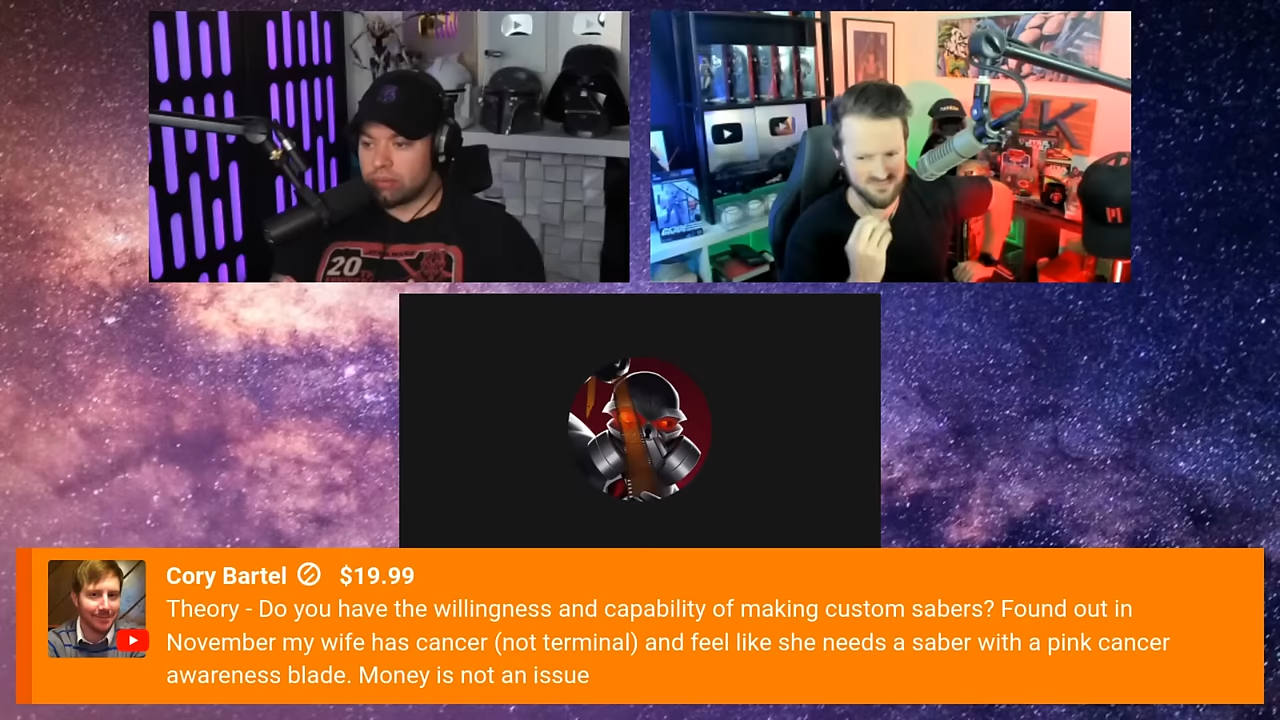 20
Cory Bartel $19.99
Theory - Do you have the willingness and capability of making custom sabers? Found out in
November my wife has cancer (not terminal) and feel like she needs a saber with a pink cancer
awareness blade. Money is not an issue